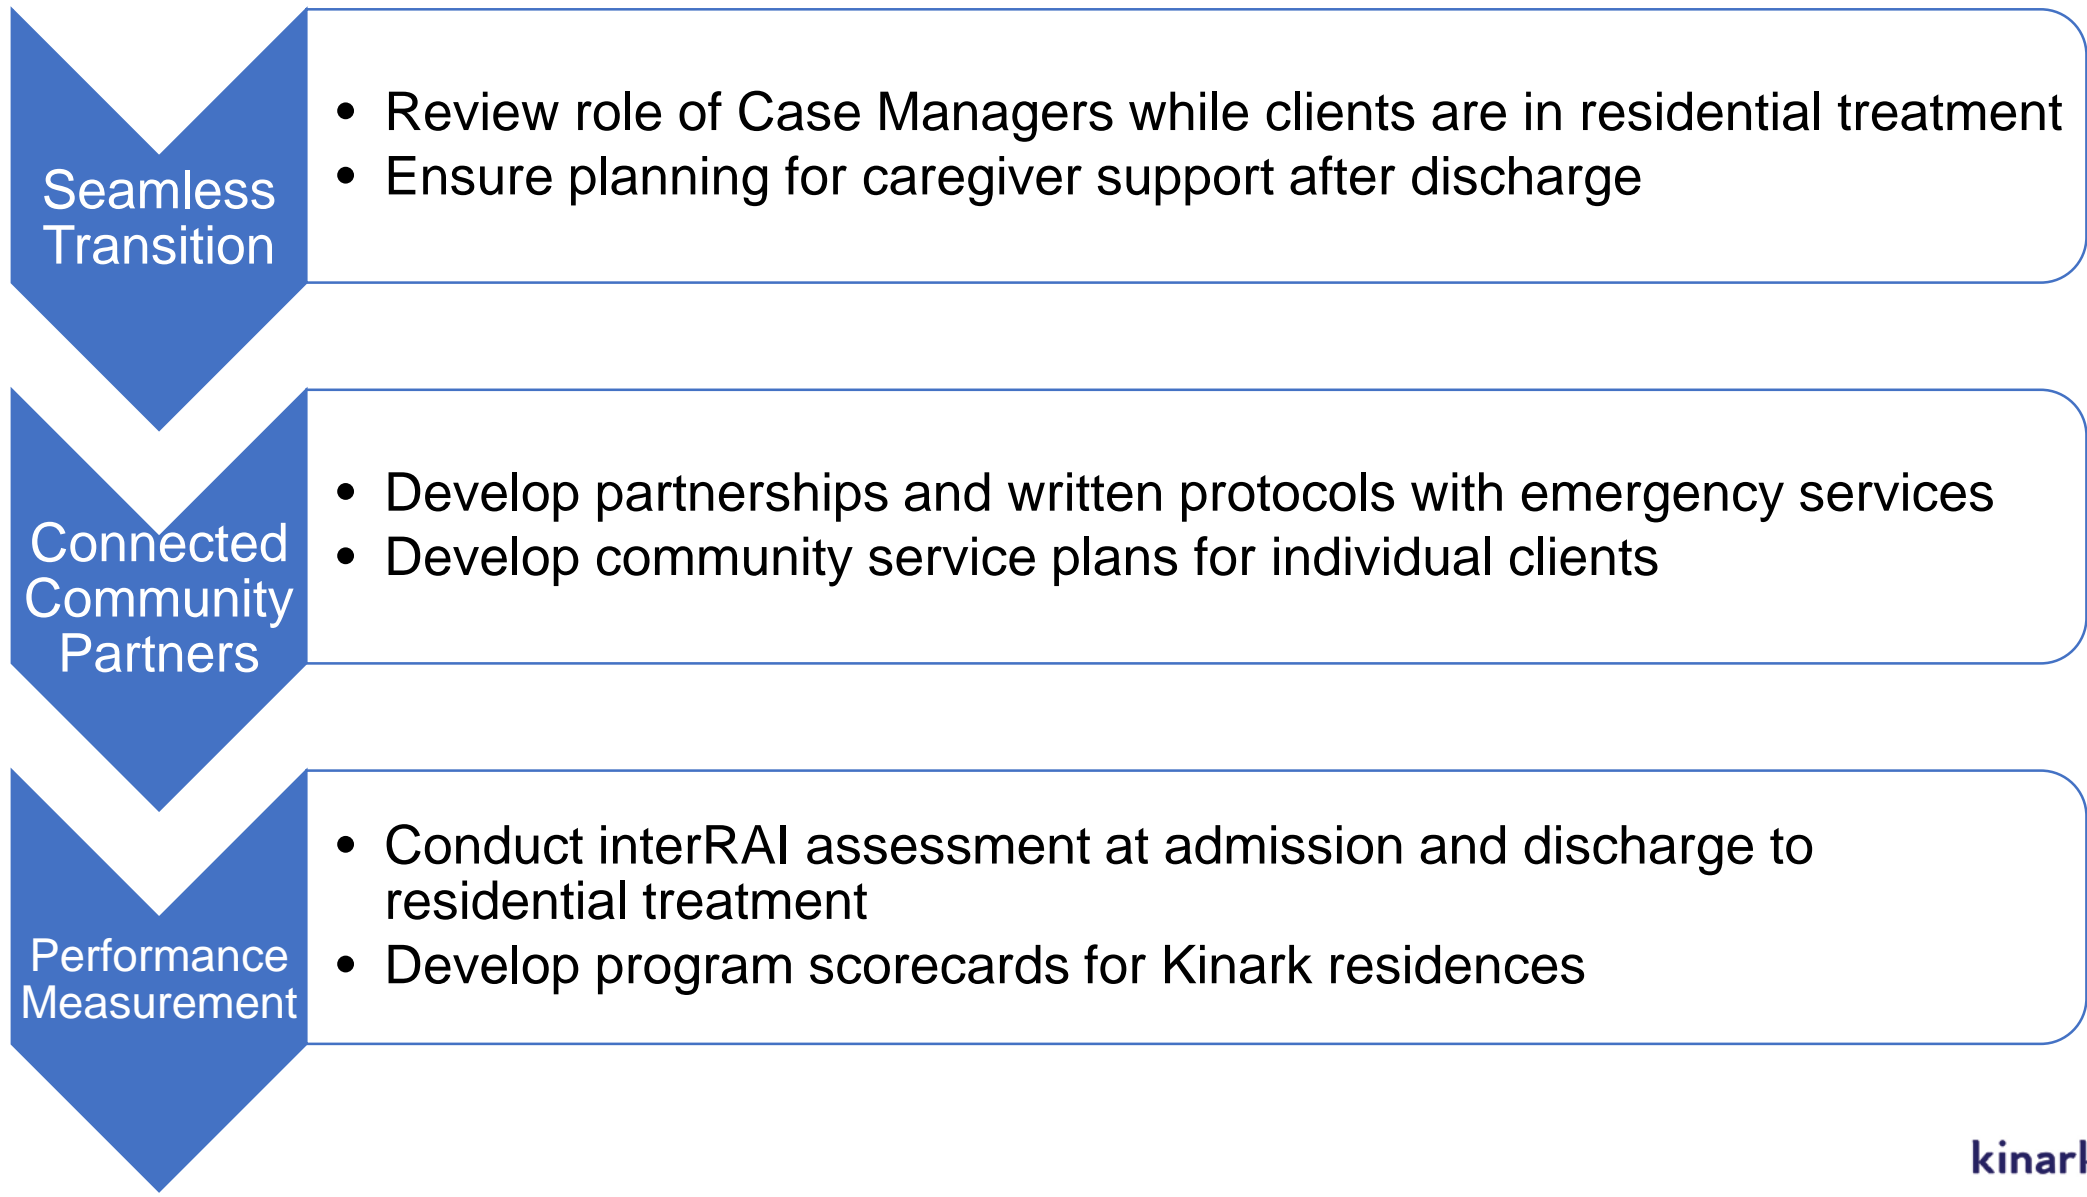 Seamless
Transition
• Review role of Case Managers while clients are in residential treatment
• Ensure planning for caregiver support after discharge
Connected
Community
Partners
• Develop partnerships and written protocols with emergency services
• Develop community service plans for individual clients
Performance
Measurement
• Conduct interRAI assessment at admission and discharge to
residential treatment
• Develop program scorecards for Kinark residences